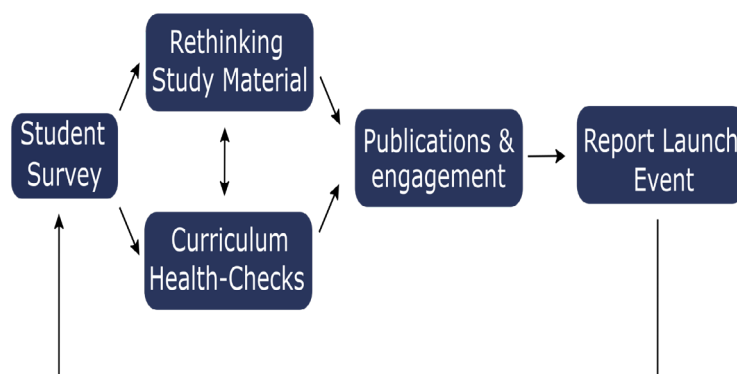 Student
Survey
Rethinking
Study Material
Curriculum
Health-Checks
Publications &
engagement
Report Launch
Event